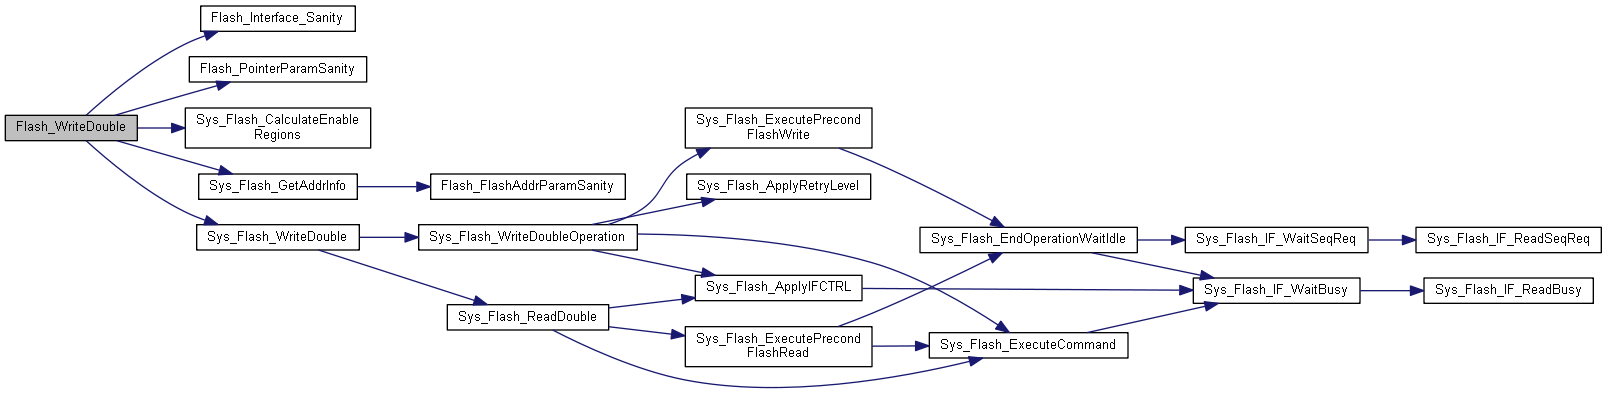 Flash_WriteDouble
Flash_Interface_Sanity
Flash_PointerParamSanity
Sys_Flash_CalculateEnable
Regions
Sys_Flash_GetAddrInfo
Flash_FlashAddrParamSanity
Sys_Flash_WriteDouble
Sys_Flash_WriteDoubleOperation
Sys_Flash_ReadDouble
Sys_Flash_ExecutePrecond
FlashWrite
Sys_Flash_ApplyRetryLevel
Sys_Flash_ApplyIFCTRL
Sys_Flash_ExecutePrecond
FlashRead
Sys_Flash_EndOperationWaitIdle
Sys_Flash_ExecuteCommand
Sys_Flash_IF_WaitSeqReq
Sys_Flash_IF_WaitBusy
Sys_Flash_IF_ReadSeqReq
Sys_Flash_IF_ReadBusy